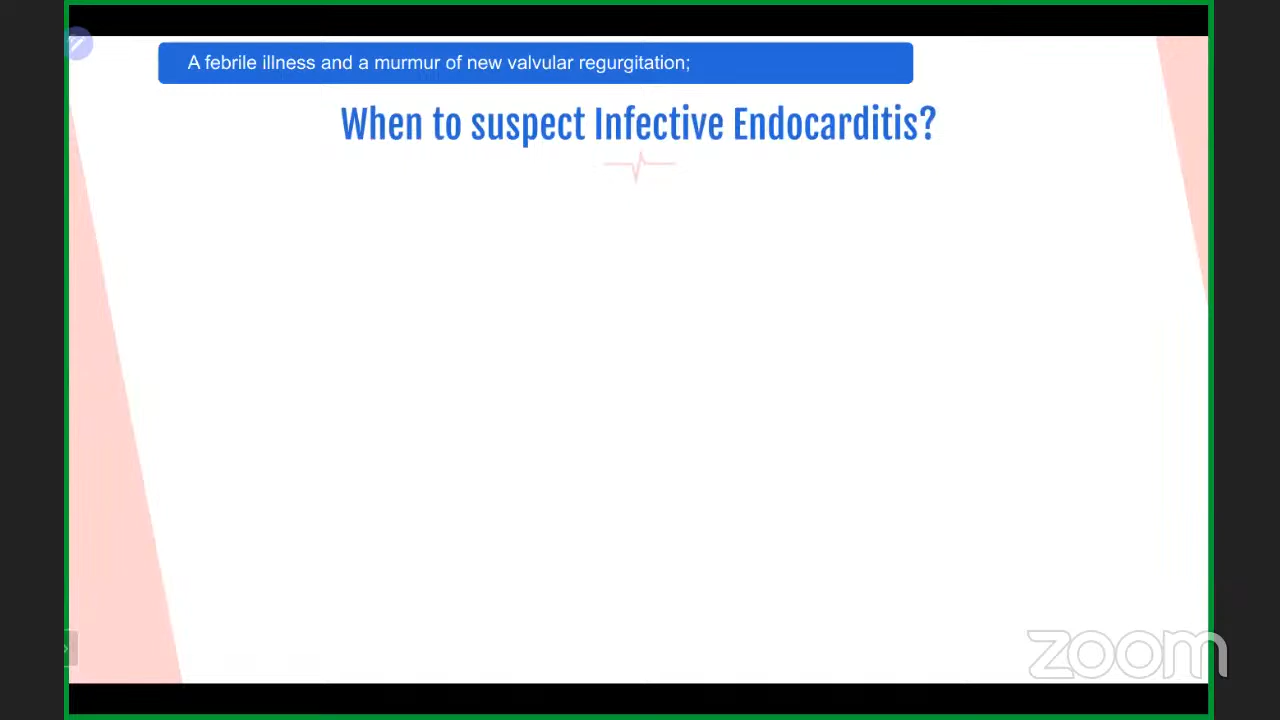 A febrile illness and a murmur of new valvular regurgitation;
When to suspect Infective Endocarditis?
zoom